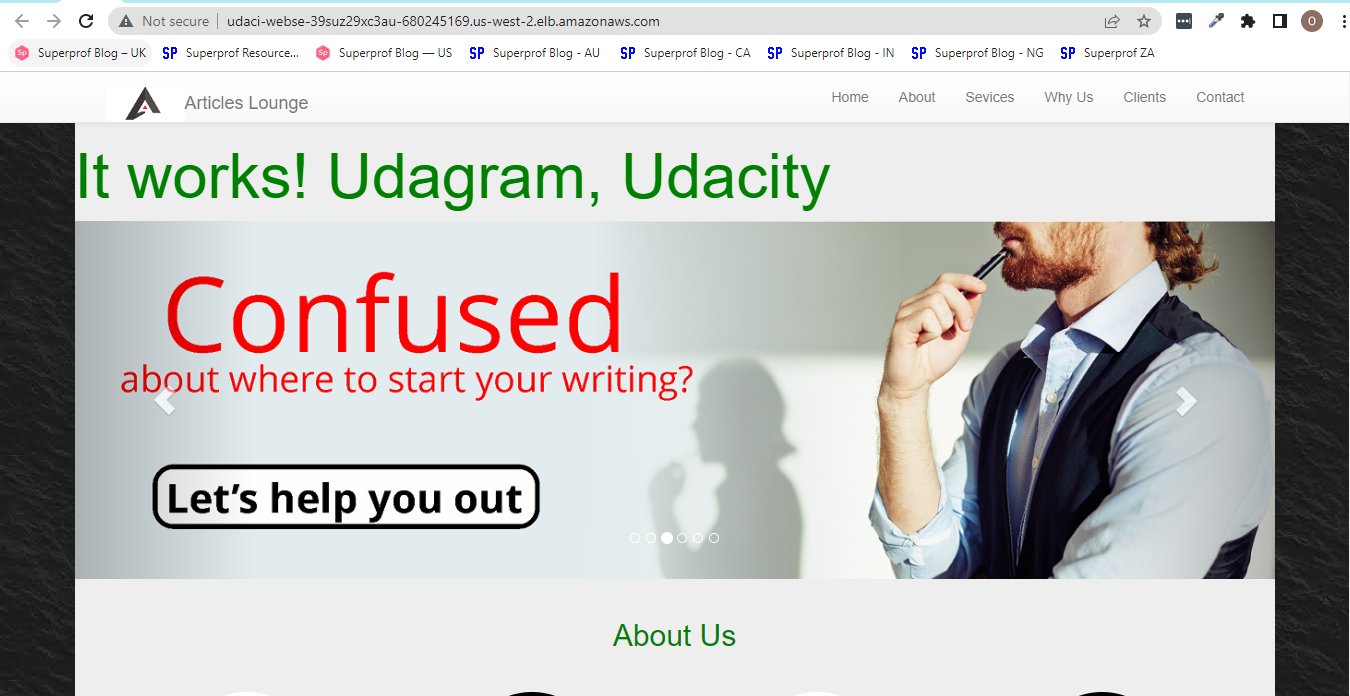 Not secure udaci-webse-39suz29xc3au-680245169.us-west-2.elb.amazonaws.com O
Sp Superprof Blog – UK SP Superprof Resource... Sp Superprof Blog — US SP Superprof Blog - AU SP Superprof Blog - CA SP Superprof Blog - IN SP Superprof Blog - NG SP Superprof ZA
Articles Lounge Home About Sevices Why Us Clients Contact
It works! Udagram, Udacity
Confused
about where to start your writing?
Let's help you out
About Us